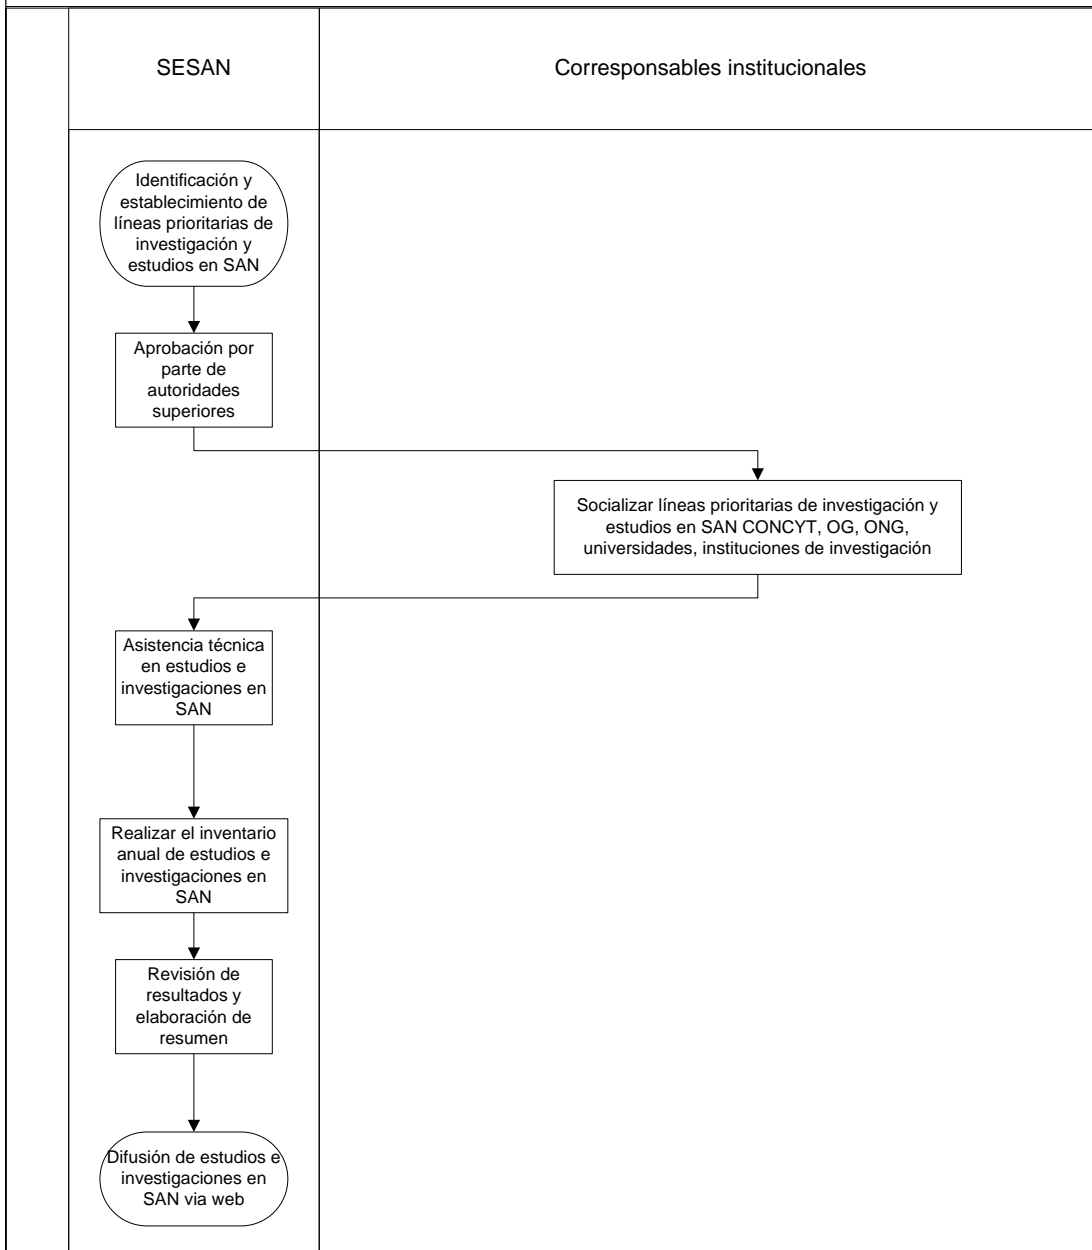 SESAN
Corresponsables institucionales
Identificación y
establecimiento de
líneas prioritarias de
investigación y
estudios en SAN
Aprobación por
parte de
autoridades
superiores
Socializar líneas prioritarias de investigación y
estudios en SAN CONCYT, OG, ONG,
universidades, instituciones de investigación
Asistencia técnica
en estudios e
investigaciones en
SAN
Realizar el inventario
anual de estudios e
investigaciones en
SAN
Revisión de
resultados y
elaboración de
resumen
Difusión de estudios e
investigaciones en
SAN via web